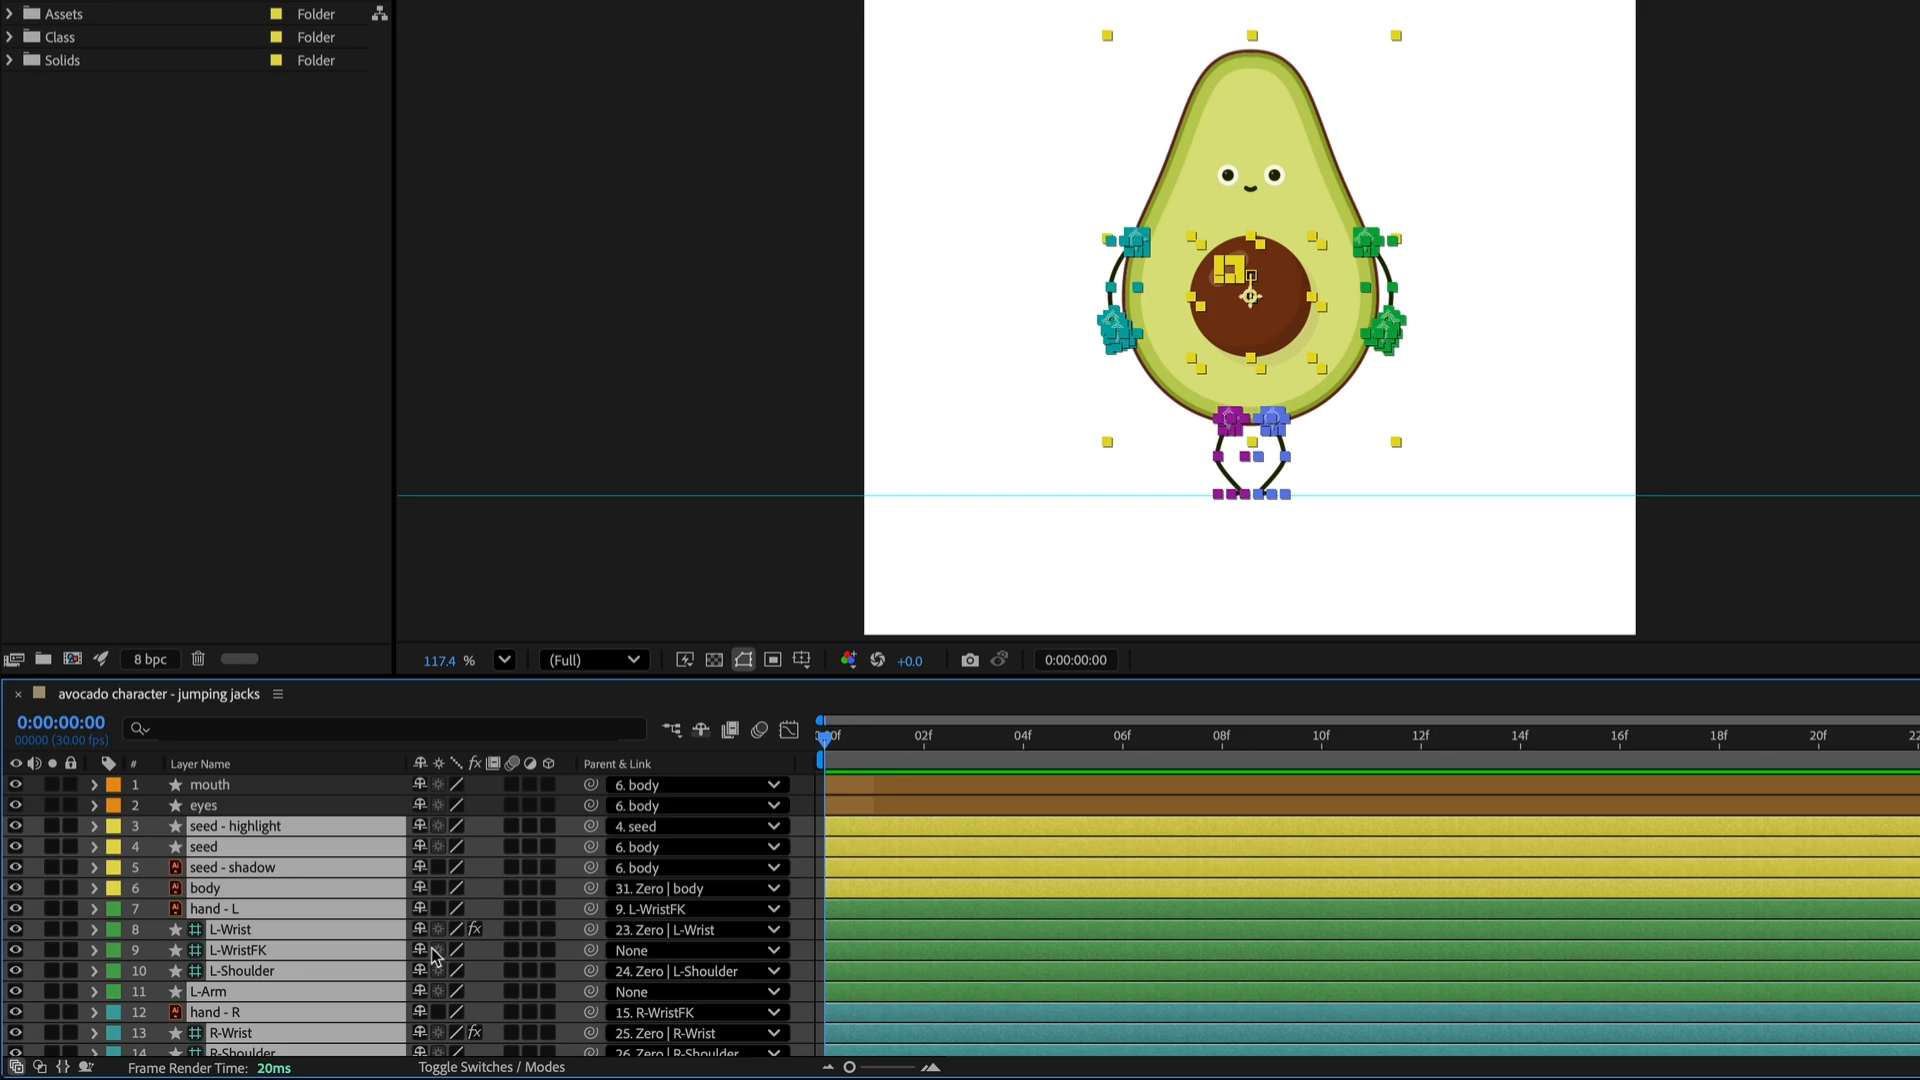 Assets Folder
Class Folder
Solids Folder
8 bpc
117.4 % (Full) +0.0 0:00:00:00
avocado character - jumping jacks
0:00:00:00
00000 (30.00 fps)
02f 04f 06f 08f 10f 12f 14f 16f 18f 20f 22
# Layer Name fx Parent & Link
1 mouth 6. body
2 eyes 6. body
3 seed - highlight 4. seed
4 seed 6. body
5 seed - shadow 6. body
6 body 31. Zero | body
7 hand - L 9. L-WristFK
8 L-Wrist fx 23. Zero | L-Wrist
9 L-WristFK None
10 L-Shoulder 24. Zero | L-Shoulder
11 L-Arm None
12 hand - R 15. R-WristFK
13 R-Wrist fx 25. Zero | R-Wrist
14 R-Shoulder 26. Zero | R-Shoulder
Frame Render Time: 20ms Toggle Switches / Modes